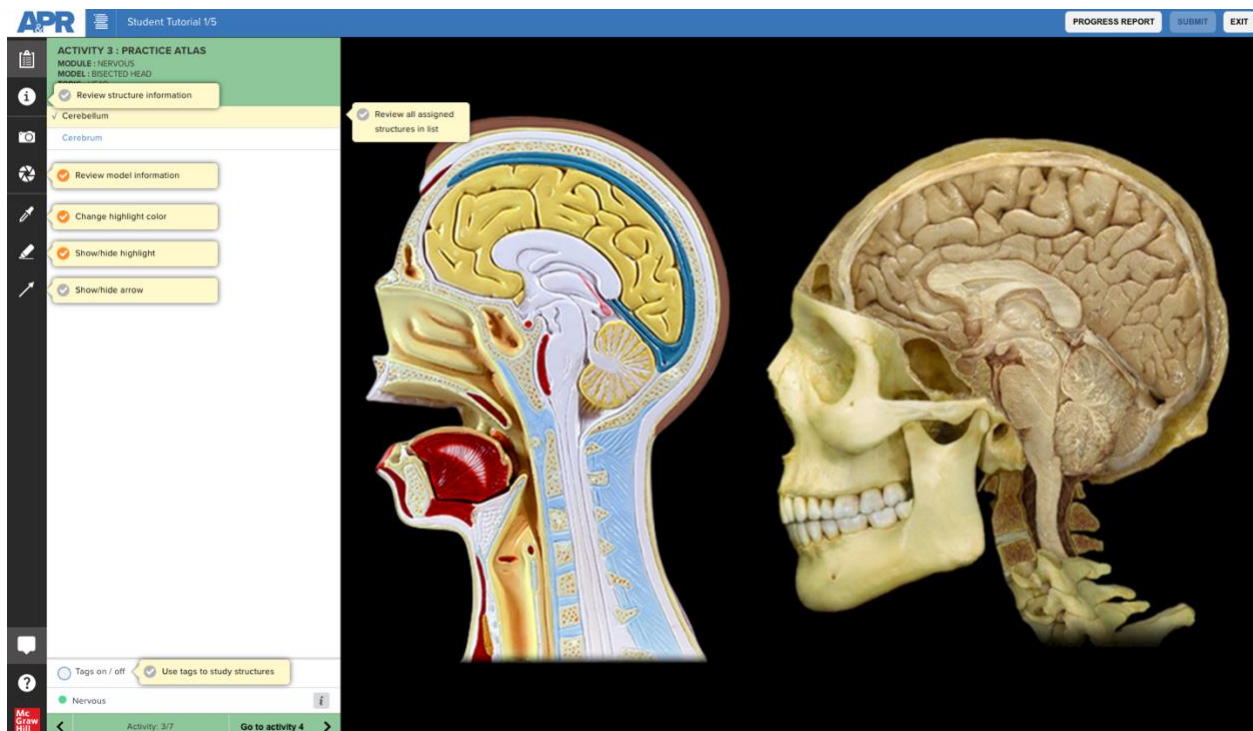 A&PR
Student Tutorial 1/5
PROGRESS REPORT
SUBMIT
EXIT
ACTIVITY 3 : PRACTICE ATLAS
MODULE : NERVOUS
MODEL : BISECTED HEAD
Review structure information
√ Cerebellum
Cerebrum
Review all assigned
structures in list
Review model information
Change highlight color
Show/hide highlight
Show/hide arrow
Tags on / off
Use tags to study structures
Nervous
i
Mc
Graw
Hill
Activity: 3/7
Go to activity 4